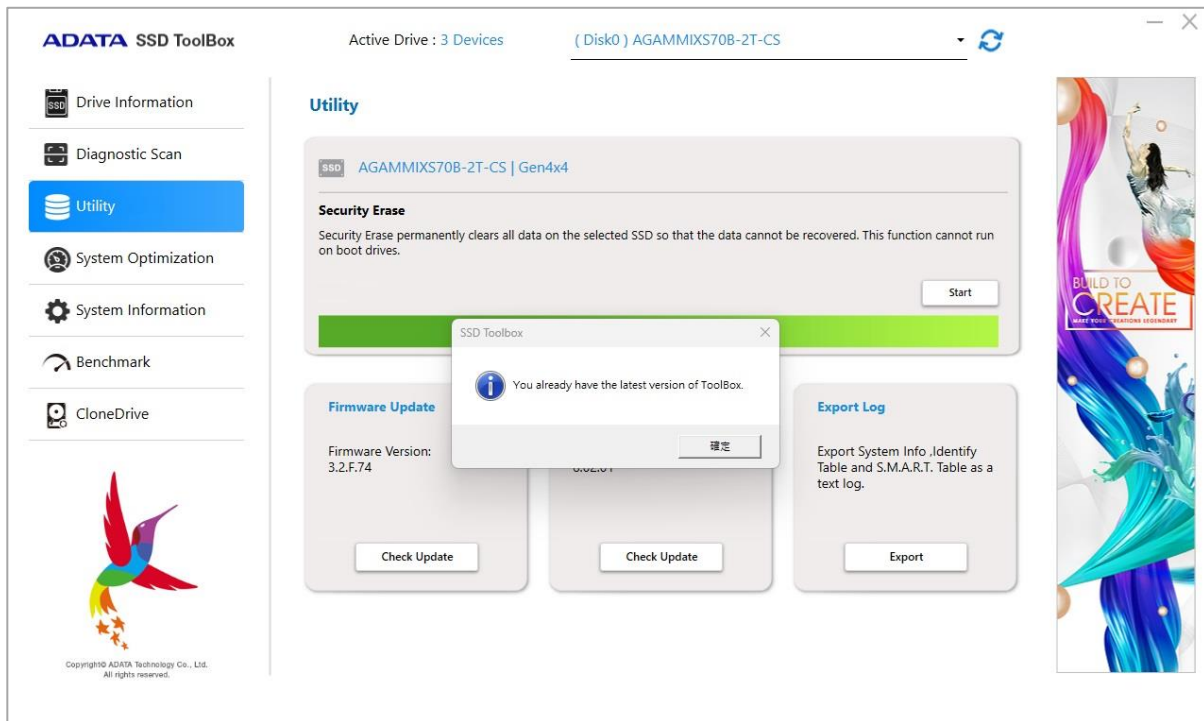 ADATA SSD ToolBox
Active Drive : 3 Devices
( Disk0 ) AGAMMIXS70B-2T-CS
SSD
Drive Information
Diagnostic Scan
Utility
System Optimization
System Information
Benchmark
CloneDrive
Copyright© ADATA Technology Co., Ltd.
All rights reserved.
Utility
SSD
AGAMMIXS70B-2T-CS | Gen4x4
Security Erase
Security Erase permanently clears all data on the selected SSD so that the data cannot be recovered. This function cannot run
on boot drives.
Start
SSD Toolbox
You already have the latest version of ToolBox.
確定
Firmware Update
Firmware Version:
3.2.F.74
Check Update
Check Update
Export Log
Export System Info ,Identify
Table and S.M.A.R.T. Table as a
text log.
Export
BUILD TO
CREATE
MAKE YOUR CREATIONS LEGENDARY